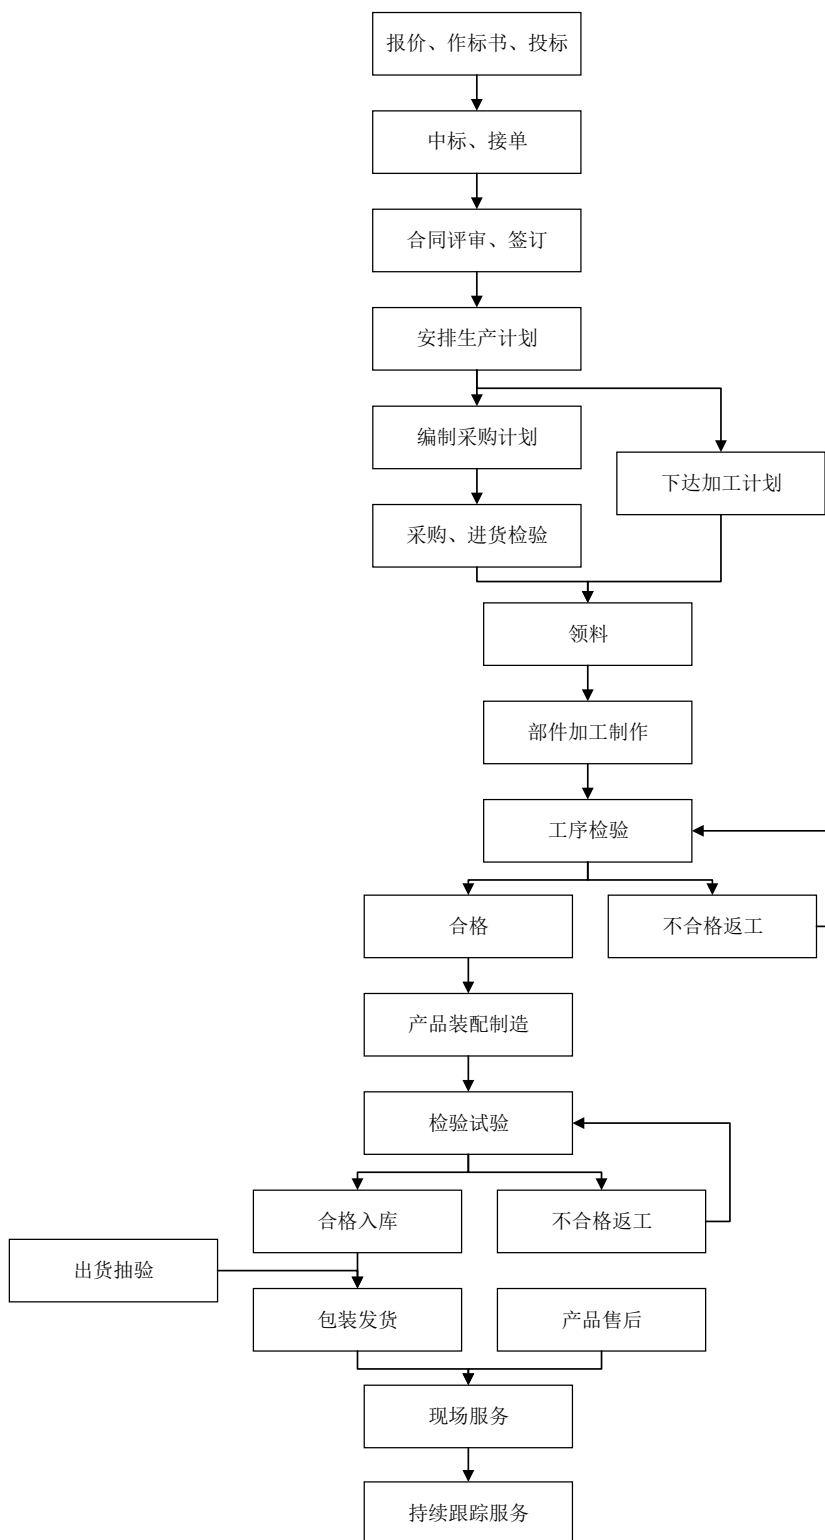 报价、作标书、投标
中标、接单
合同评审、签订
安排生产计划
编制采购计划
下达加工计划
采购、进货检验
领料
部件加工制作
工序检验
合格
不合格返工
产品装配制造
检验试验
合格入库
不合格返工
出货抽验
包装发货
产品售后
现场服务
持续跟踪服务